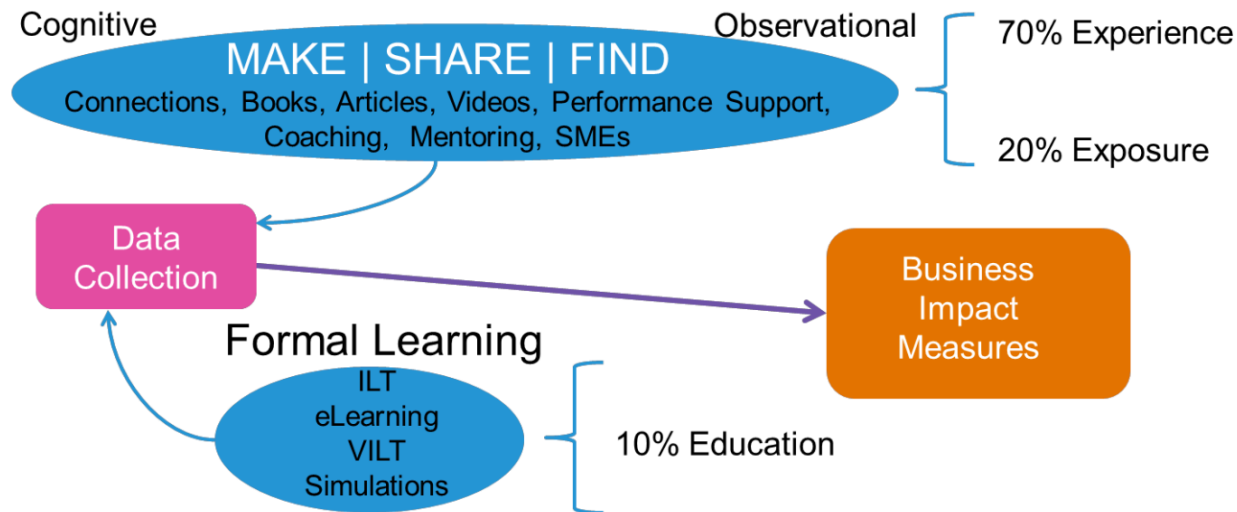 Cognitive
Observational
70% Experience
MAKE | SHARE | FIND
Connections, Books, Articles, Videos, Performance Support,
Coaching, Mentoring, SMEs
20% Exposure
Data
Collection
Business
Impact
Measures
Formal Learning
ILT
eLearning
VILT
Simulations
10% Education